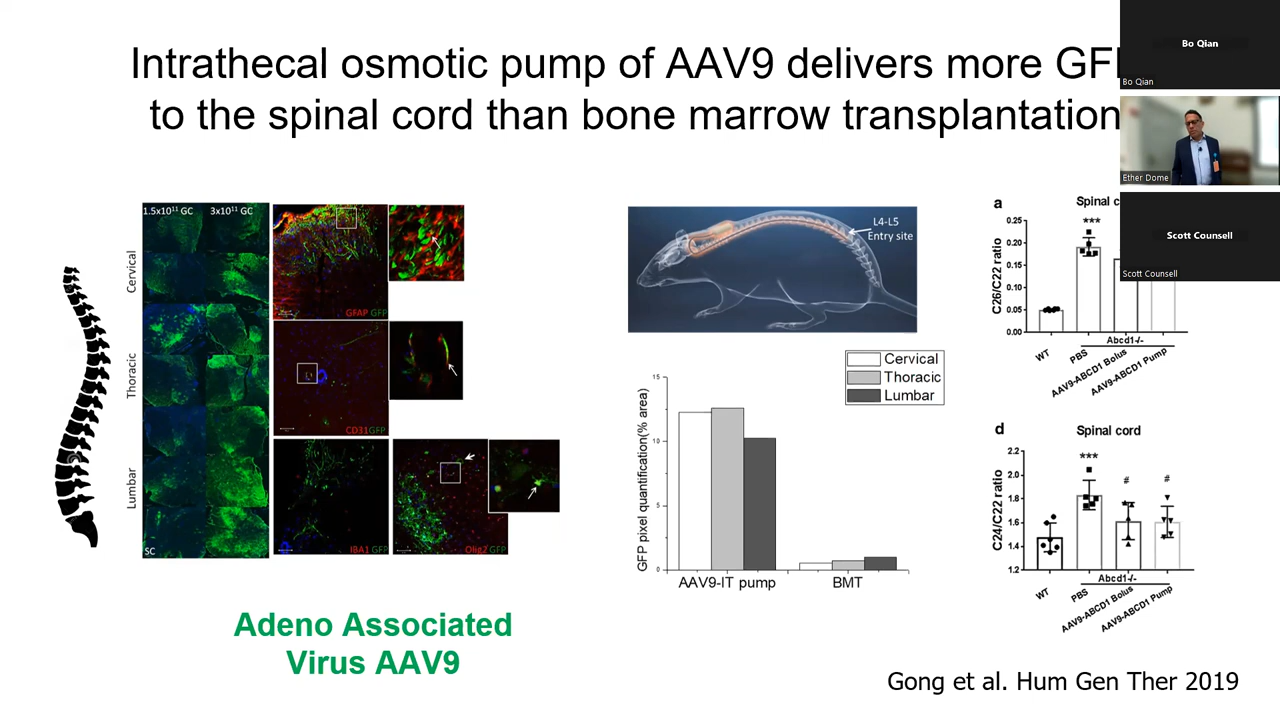 Intrathecal osmotic pump of AAV9 delivers more
to the spinal cord than bone marrow transplantation
Bo Qian
Bo Qian
Ether Dome
Scott Counsell
Scott Counsell
1.5x10¹¹ GC 3x10¹¹ GC
Cervical
Thoracic
Lumbar
SC
GFAP GFP
CD31 GFP
IBA1 GFP
Olig2 GFP
L4-L5
Entry site
Cervical
Thoracic
Lumbar
GFP pixel quantification(% area)
15
10
5
0
AAV9-IT pump
BMT
a
Spinal
C26/C22 ratio
0.25
0.20
0.15
0.10
0.05
0.00
***
WT
PBS
AAV9-ABCD1 Bolus
AAV9-ABCD1 Pump
Abcd1-/-
d
Spinal cord
C24/C22 ratio
2.2
2.0
1.8
1.6
1.4
1.2
***
#
#
WT
PBS
AAV9-ABCD1 Bolus
AAV9-ABCD1 Pump
Abcd1-/-
Adeno Associated
Virus AAV9
Gong et al. Hum Gen Ther 2019